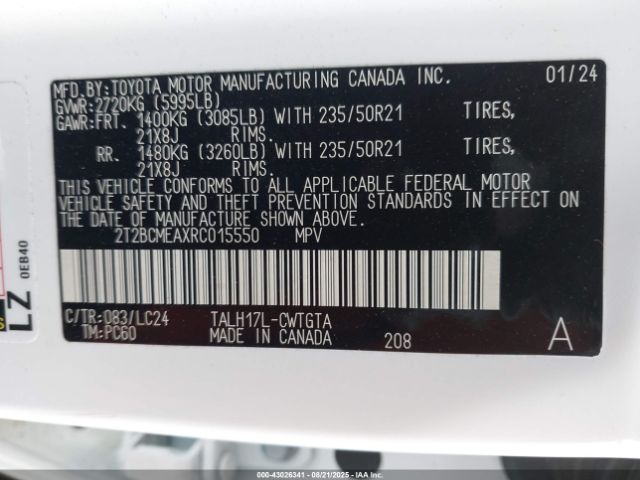 MFD.BY:TOYOTA MOTOR MANUFACTURING CANADA INC. 01/24
GVWR:2720KG (5995LB)
GAWR:FRT. 1400KG (3085LB) WITH 235/50R21 TIRES,
21X8J RIMS.
RR. 1480KG (3260LB) WITH 235/50R21 TIRES,
21X8J RIMS.
THIS VEHICLE CONFORMS TO ALL APPLICABLE FEDERAL MOTOR
VEHICLE SAFETY AND THEFT PREVENTION STANDARDS IN EFFECT ON
THE DATE OF MANUFACTURE SHOWN ABOVE.
2T2BCMEAXRC015550 MPV
C/TR:083/LC24 TALH17L-CWTGTA
TM:PC60 MADE IN CANADA 208 A
LZ 0EB40
000-43026341 - 08/21/2025 - IAAI.COM